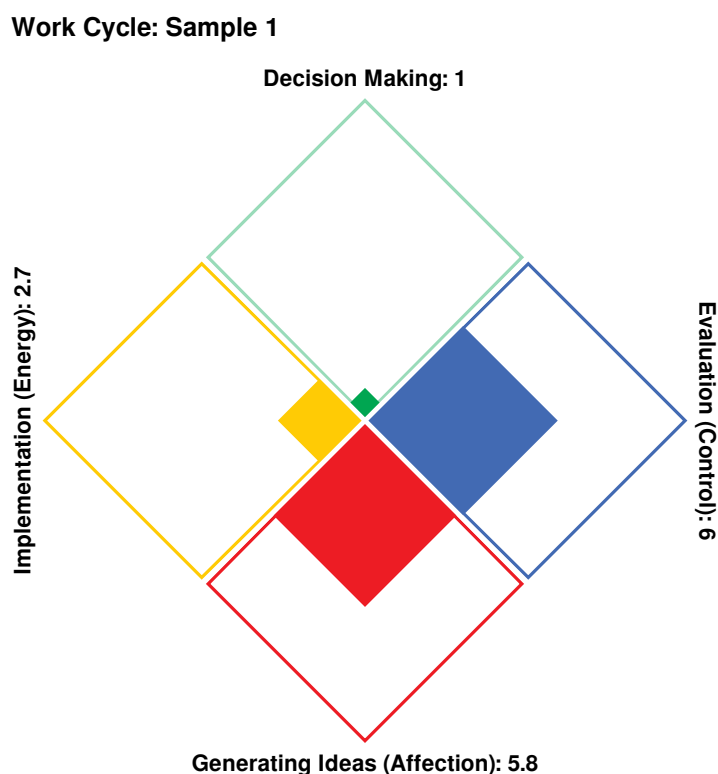 Work Cycle: Sample 1
Decision Making: 1
Implementation (Energy): 2.7
Evaluation (Control): 6
Generating Ideas (Affection): 5.8